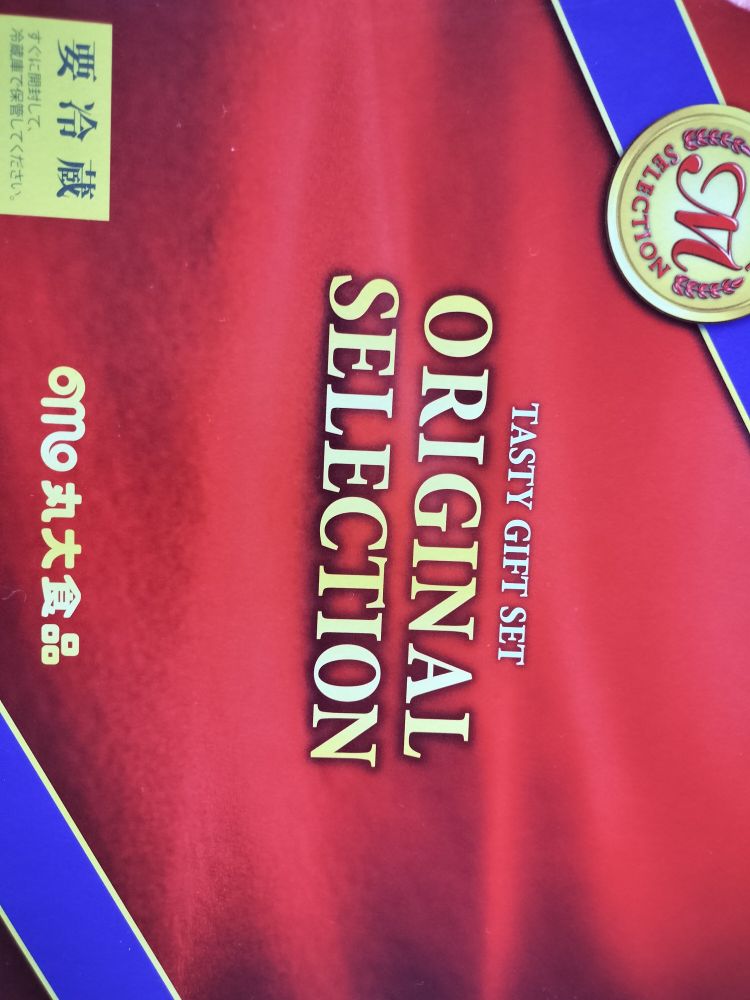 M
SELECTION
TASTY GIFT SET
ORIGINAL
SELECTION
要冷蔵
すぐに開封して、
冷蔵庫で保管してください。
丸大食品